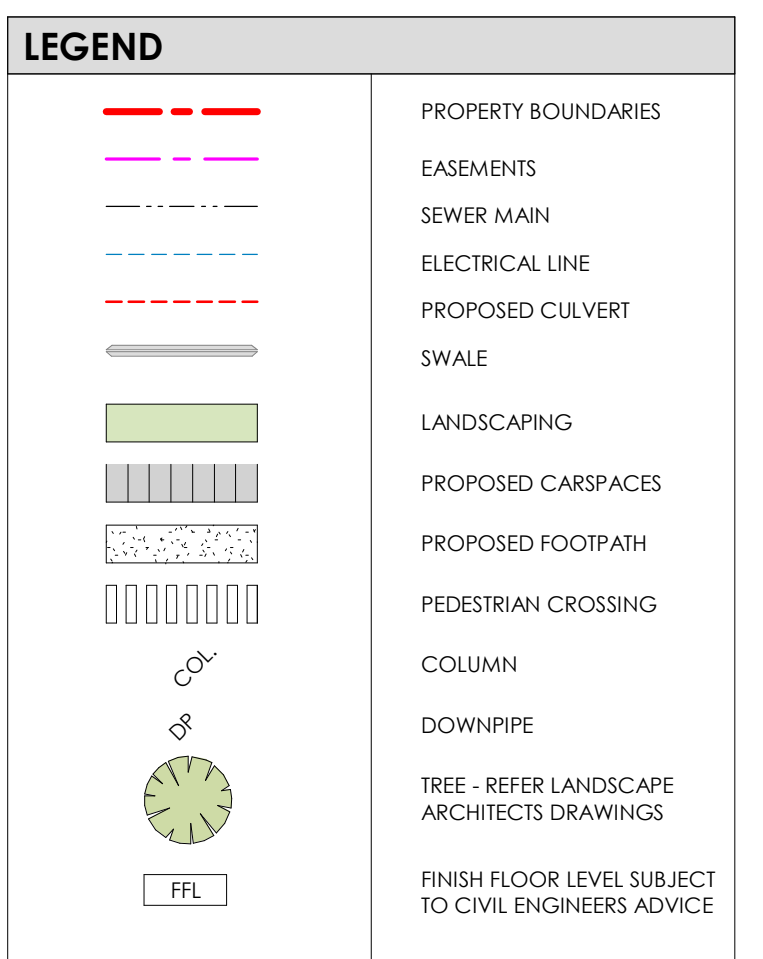 LEGEND
PROPERTY BOUNDARIES
EASEMENTS
SEWER MAIN
ELECTRICAL LINE
PROPOSED CULVERT
SWALE
LANDSCAPING
PROPOSED CARSPACES
PROPOSED FOOTPATH
PEDESTRIAN CROSSING
COL. COLUMN
DP DOWNPIPE
TREE - REFER LANDSCAPE
ARCHITECTS DRAWINGS
FFL FINISH FLOOR LEVEL SUBJECT
TO CIVIL ENGINEERS ADVICE